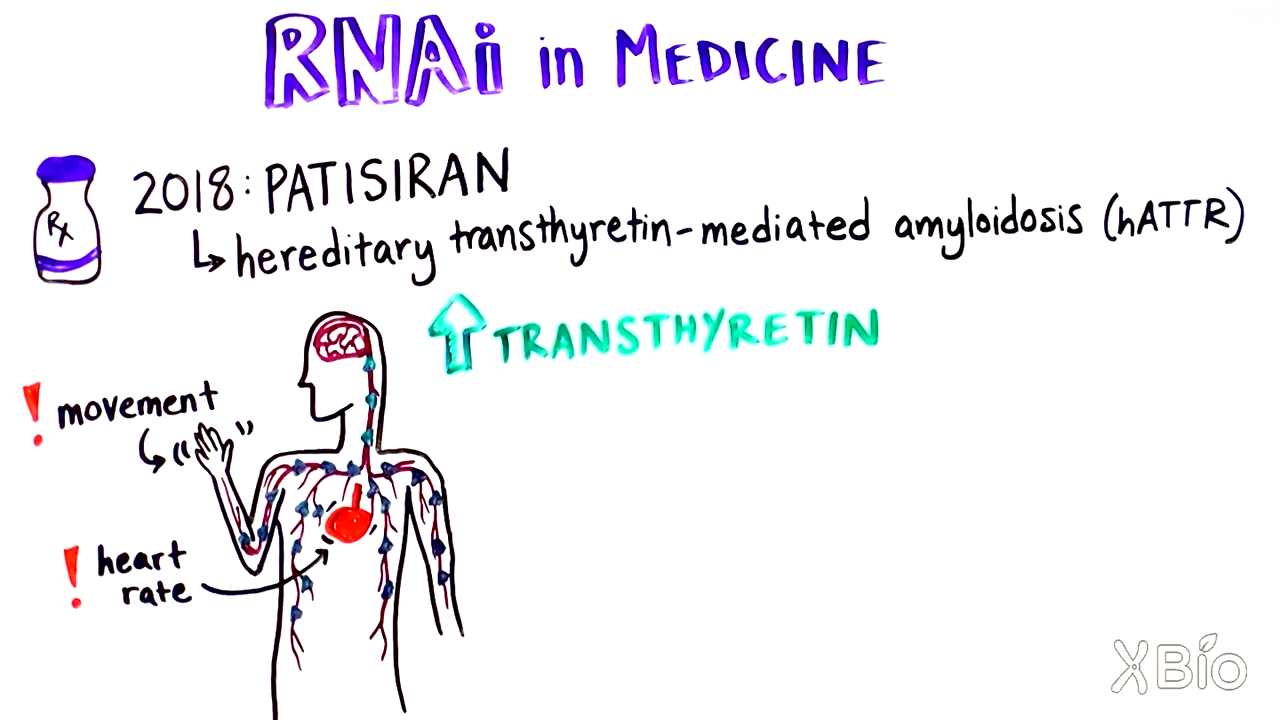 RNAi in MEDICINE
Rx
2018: PATISIRAN
↳ hereditary transthyretin-mediated amyloidosis (hATTR)
↑ TRANSTHYRETIN
! movement
! heart
rate
XBio